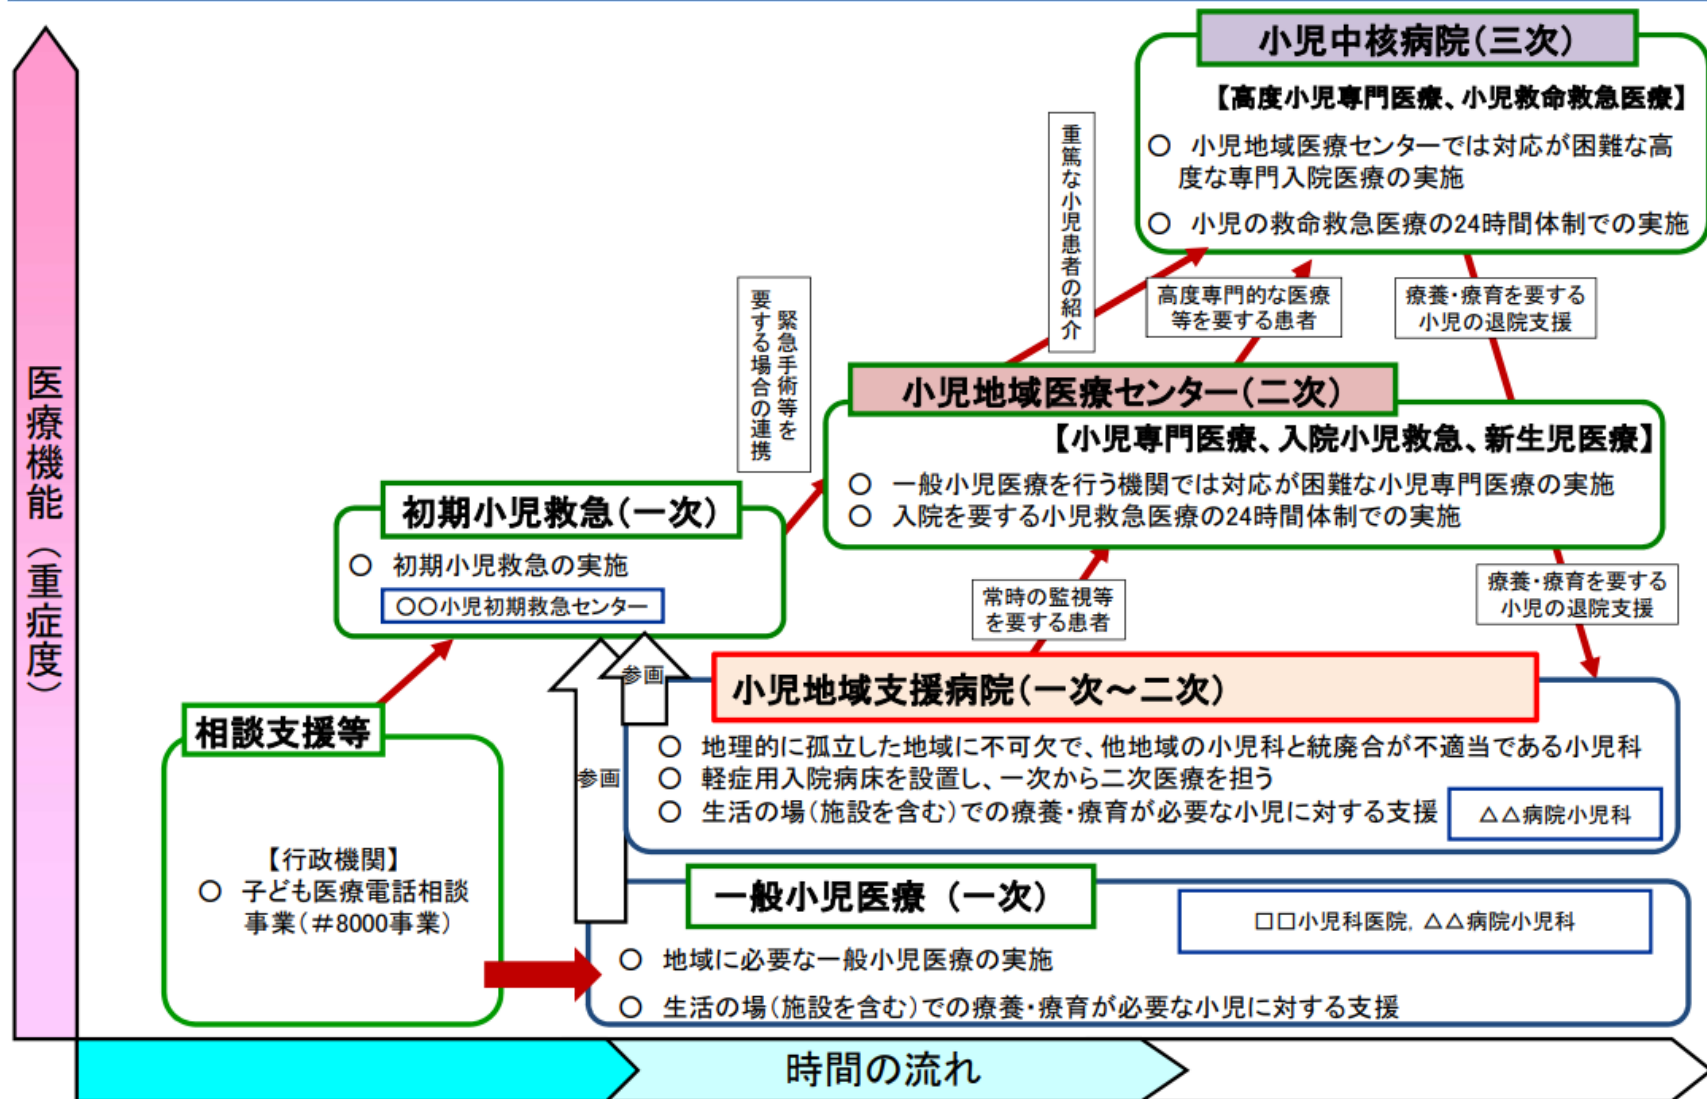 小児中核病院(三次)
【高度小児専門医療、小児救命救急医療】
○ 小児地域医療センターでは対応が困難な高
度な専門入院医療の実施
○ 小児の救命救急医療の24時間体制での実施
重篤な小児患者の紹介
高度専門的な医療
等を要する患者
療養・療育を要する
小児の退院支援
緊急手術等を
要する場合の連携
小児地域医療センター(二次)
【小児専門医療、入院小児救急、新生児医療】
○ 一般小児医療を行う機関では対応が困難な小児専門医療の実施
○ 入院を要する小児救急医療の24時間体制での実施
医療機能(重症度)
初期小児救急(一次)
○ 初期小児救急の実施
○○小児初期救急センター
常時の監視等
を要する患者
療養・療育を要する
小児の退院支援
参画
小児地域支援病院(一次~二次)
○ 地理的に孤立した地域に不可欠で、他地域の小児科と統廃合が不適当である小児科
○ 軽症用入院病床を設置し、一次から二次医療を担う
○ 生活の場(施設を含む)での療養・療育が必要な小児に対する支援
△△病院小児科
参画
相談支援等
【行政機関】
○ 子ども医療電話相談
事業(#8000事業)
一般小児医療 (一次)
□□小児科医院, △△病院小児科
○ 地域に必要な一般小児医療の実施
○ 生活の場(施設を含む)での療養・療育が必要な小児に対する支援
時間の流れ